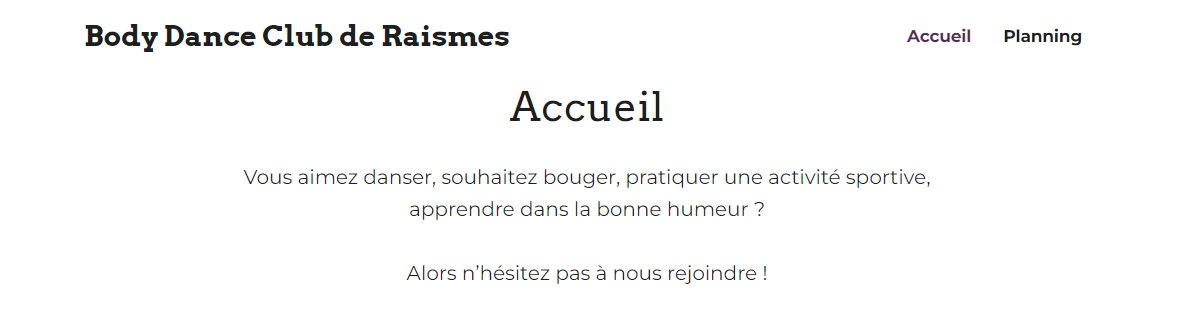 Body Dance Club de Raismes
Accueil
Planning
Accueil
Vous aimez danser, souhaitez bouger, pratiquer une activité sportive,
apprendre dans la bonne humeur ?
Alors n’hésitez pas à nous rejoindre !